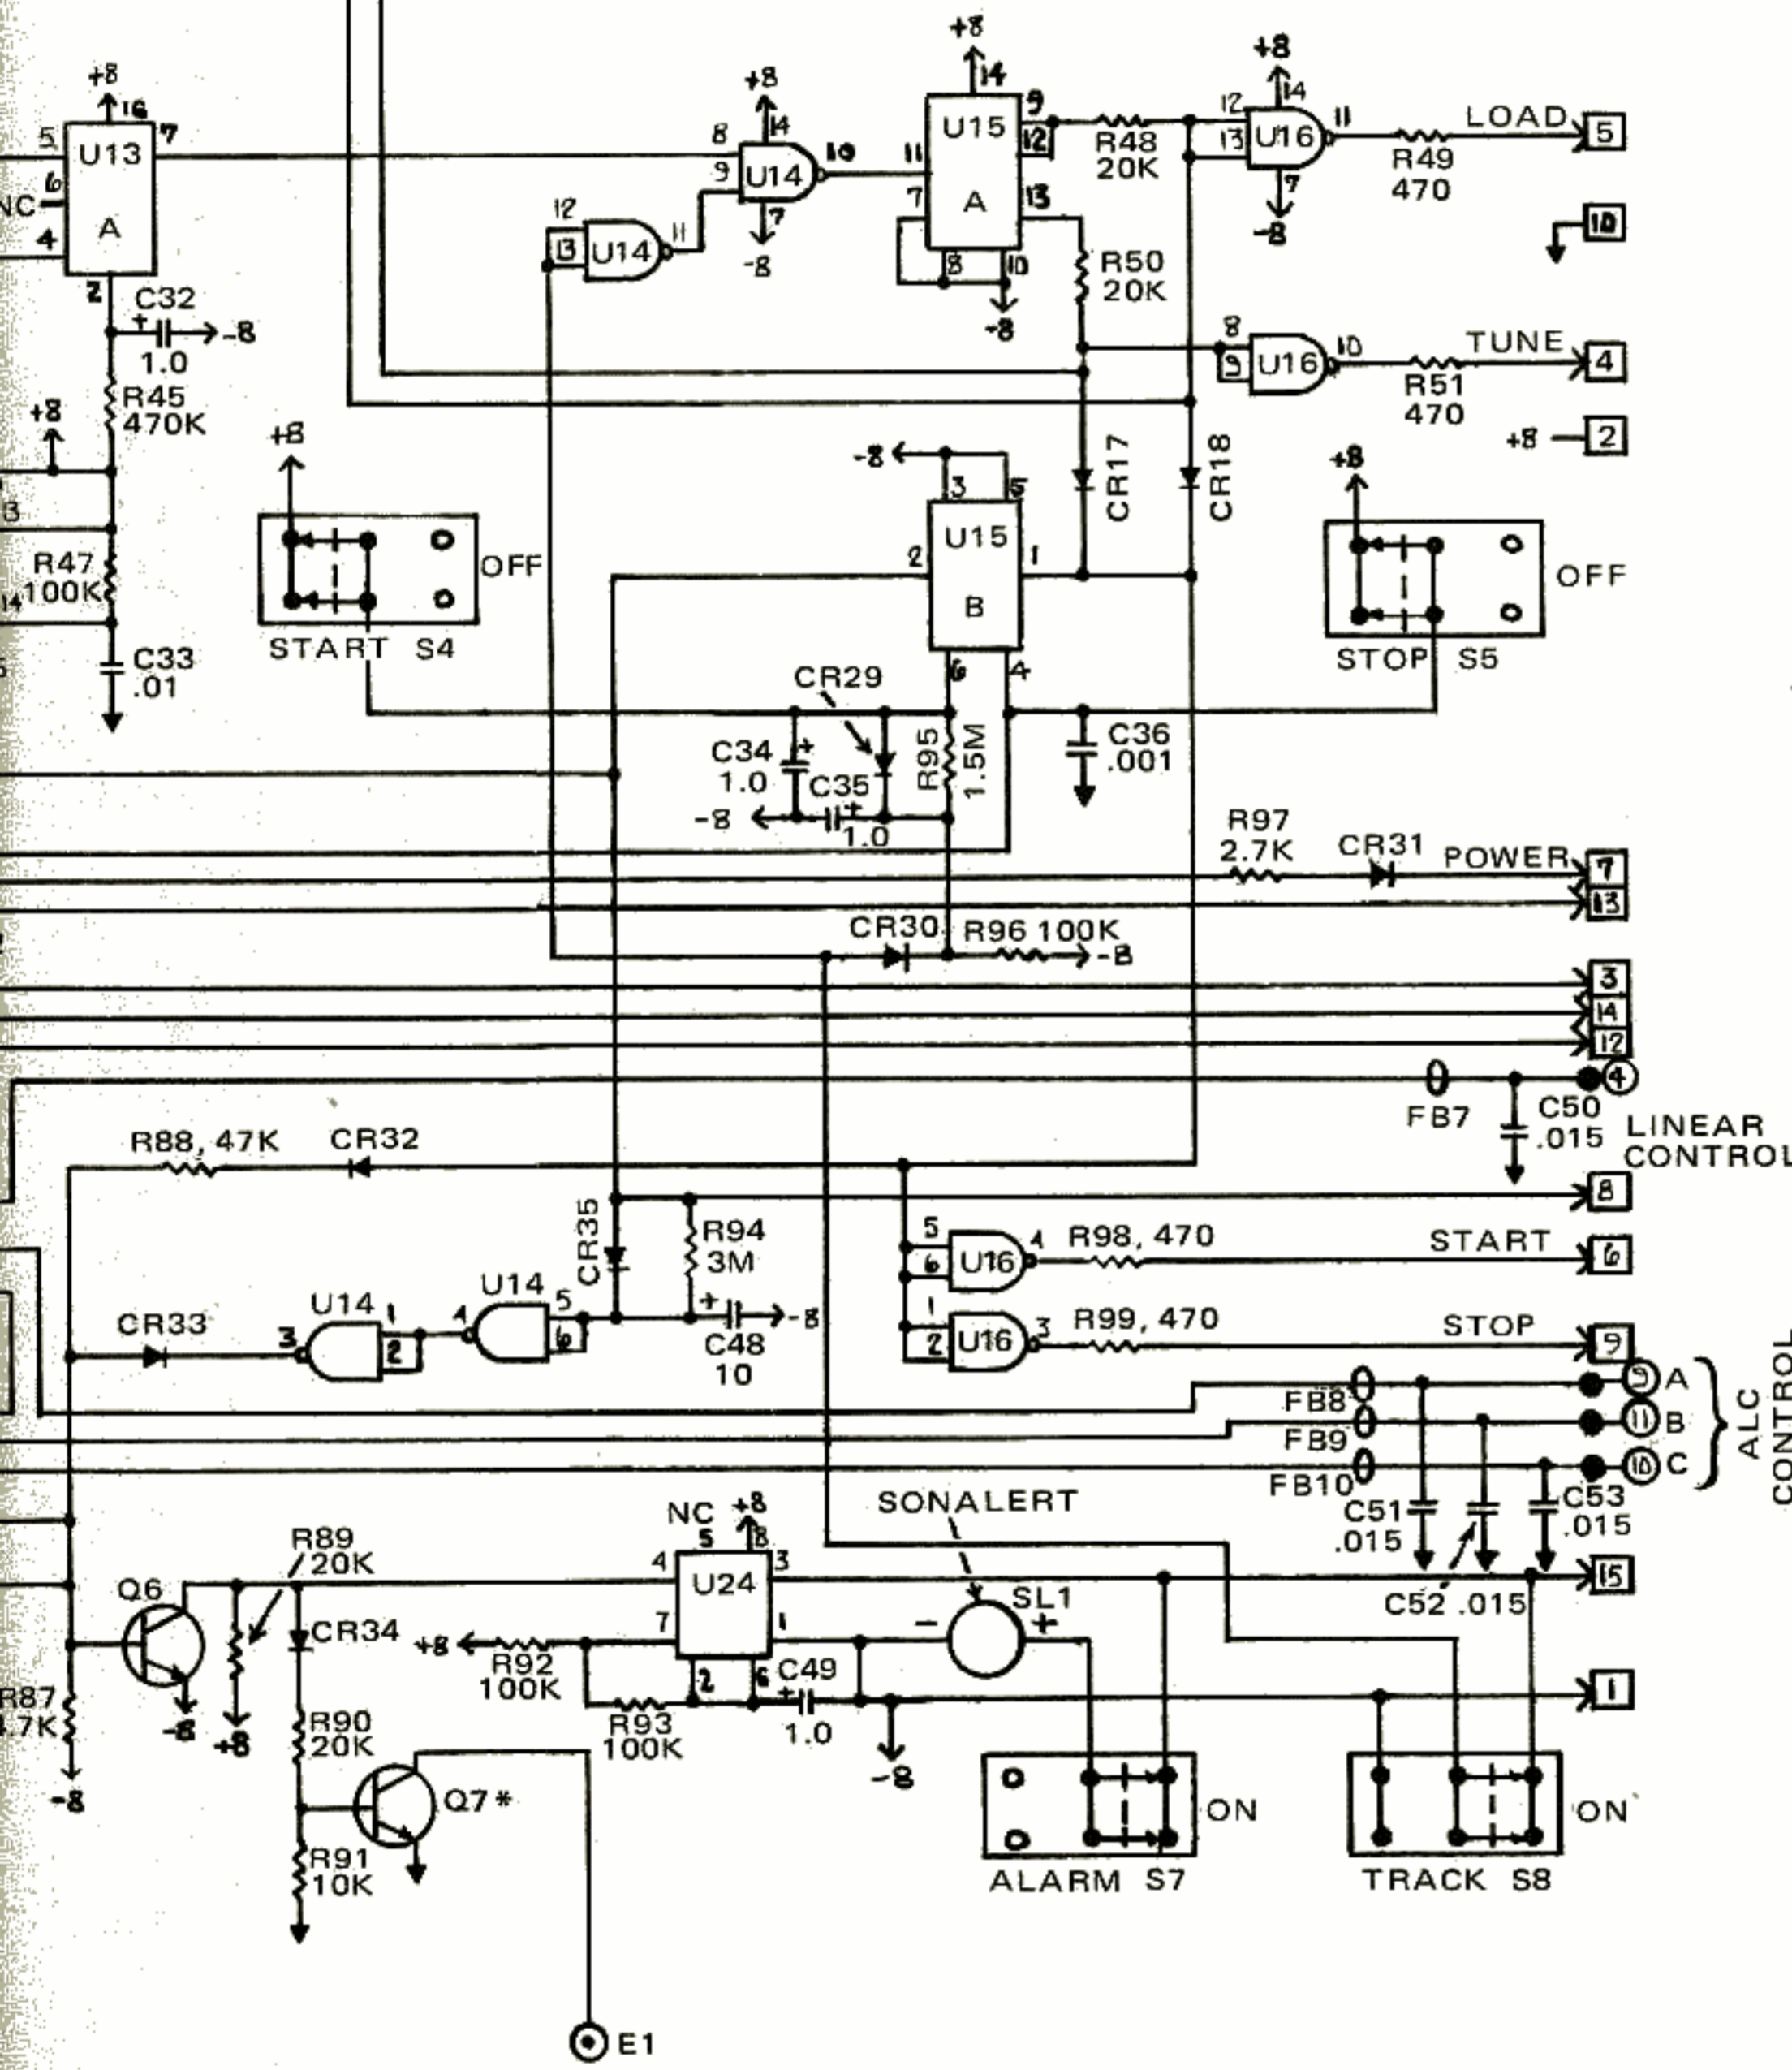 +8
+8
+8
+8
16
14
14
14
5
U13
7
8
9
U14
10
11
U15
9
12
R48
20K
12
13
U16
11
LOAD
5
R49
470
6
NC
A
4
7
A
13
7
-8
7
-8
10
12
13
U14
11
8
10
R50
20K
-8
2
C32
+
-8
1.0
8
9
U16
10
TUNE
4
R51
470
R45
470K
+8
+8
-8
3
5
CR17
CR18
+8
2
+8
3
R47
100K
14
OFF
START S4
U15
2
1
B
6
4
OFF
STOP S5
C33
.01
CR29
C34
+
1.0
C35
+
1.0
-8
R95
1.5M
C36
.001
R97
2.7K
CR31
POWER
7
13
CR30
R96 100K
-8
3
14
12
4
FB7
C50
.015
LINEAR
CONTROL
R88, 47K
CR32
8
CR35
R94
3M
5
6
U16
4
R98, 470
START
6
U14
5
6
4
U14
1
2
3
CR33
+
-8
C48
10
1
2
U16
3
R99, 470
STOP
9
FB8
9 A
FB9
11 B
FB10
10 C
ALC
CONTROL
C51
.015
C52 .015
C53
.015
NC
+8
5
8
SONALERT
R89
20K
Q6
4
U24
3
15
CR34
7
1
-
SL1
+
+8
R92
100K
2
6
C49
+
1.0
1
R87
.7K
-8
+8
-8
R90
20K
R93
100K
-8
Q7*
ON
ON
R91
10K
ALARM S7
TRACK S8
E1